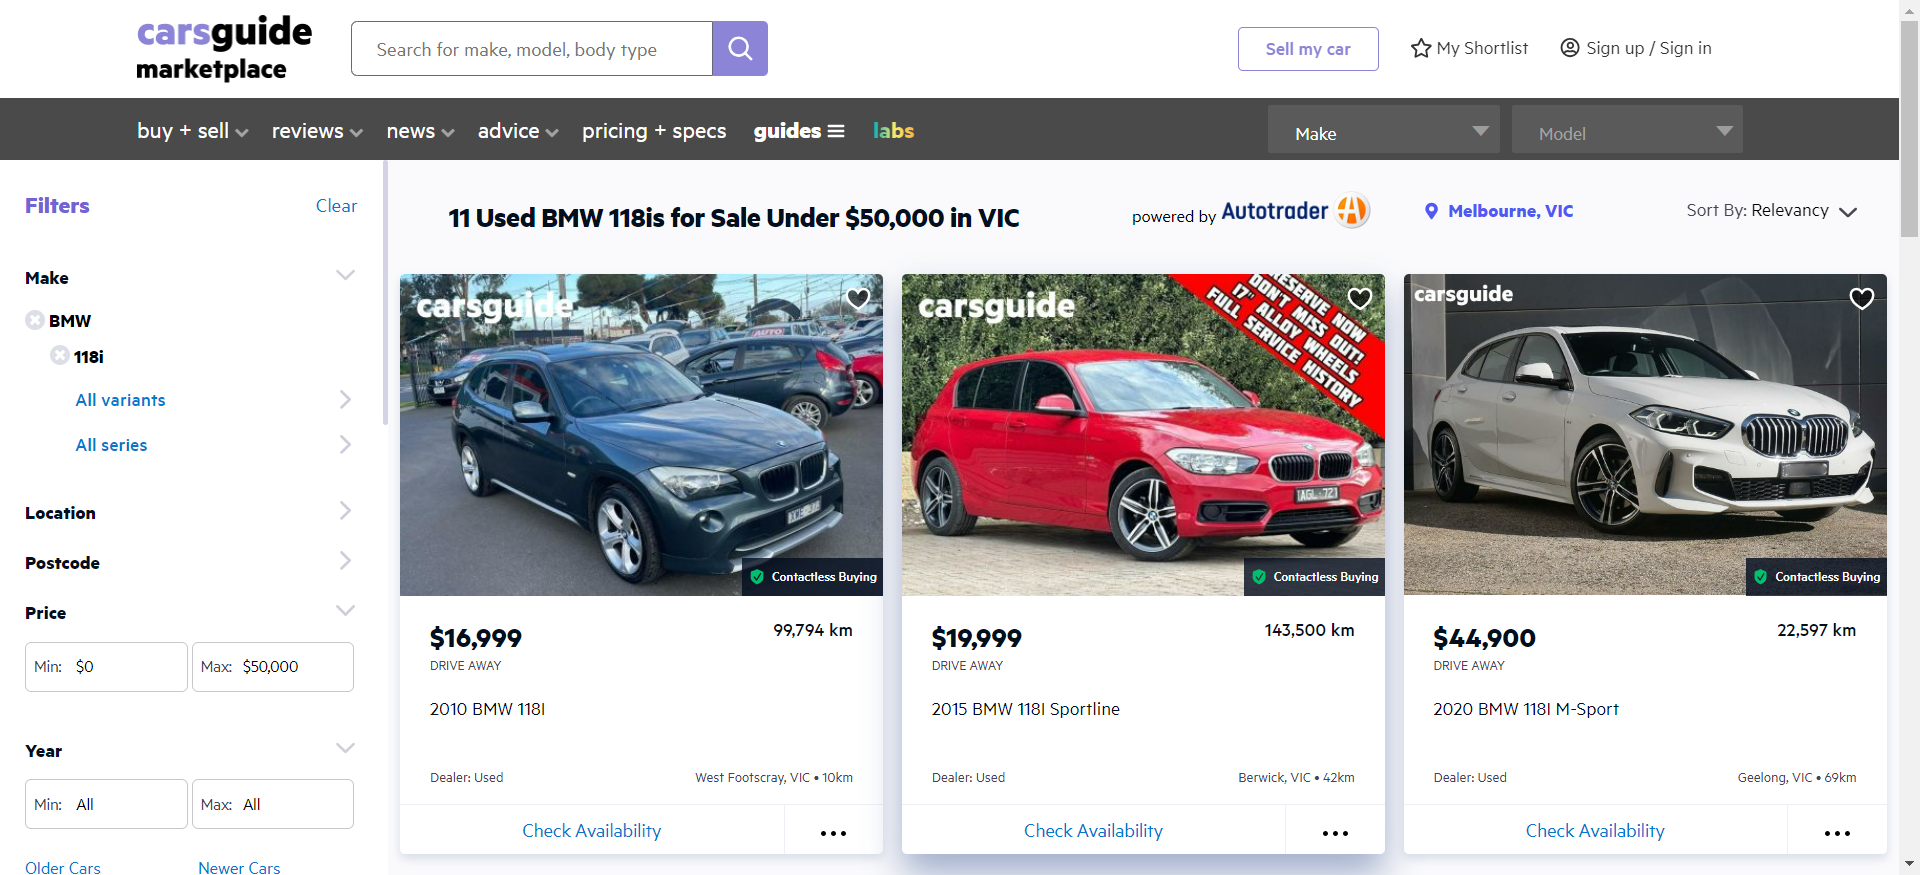 carsguide
marketplace
Search for make, model, body type
Sell my car
My Shortlist
Sign up / Sign in
buy + sell
reviews
news
advice
pricing + specs
guides
labs
Make
Model
Filters
Clear
Make
BMW
118i
All variants
All series
Location
Postcode
Price
Min: $0
Max: $50,000
Year
Min: All
Max: All
Older Cars
Newer Cars
11 Used BMW 118is for Sale Under $50,000 in VIC
powered by Autotrader
Melbourne, VIC
Sort By: Relevancy
carsguide
AUTO
Contactless Buying
$16,999
99,794 km
DRIVE AWAY
2010 BMW 118I
Dealer: Used
West Footscray, VIC • 10km
Check Availability
carsguide
RESERVE NOW
DON'T MISS OUT!
17" ALLOY WHEELS
FULL SERVICE HISTORY
Contactless Buying
$19,999
143,500 km
DRIVE AWAY
2015 BMW 118I Sportline
Dealer: Used
Berwick, VIC • 42km
Check Availability
carsguide
Contactless Buying
$44,900
22,597 km
DRIVE AWAY
2020 BMW 118I M-Sport
Dealer: Used
Geelong, VIC • 69km
Check Availability